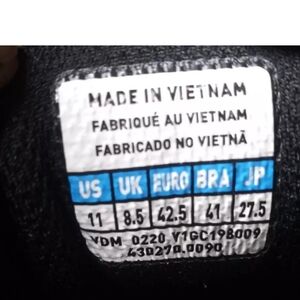 MADE IN VIETNAM
FABRIQUÉ AU VIETNAM
FABRICADO NO VIETNÃ
US UK EURO BRA JP
11 8.5 42.5 41 27.5
VDM 0220 V1GC198009
430270.0090